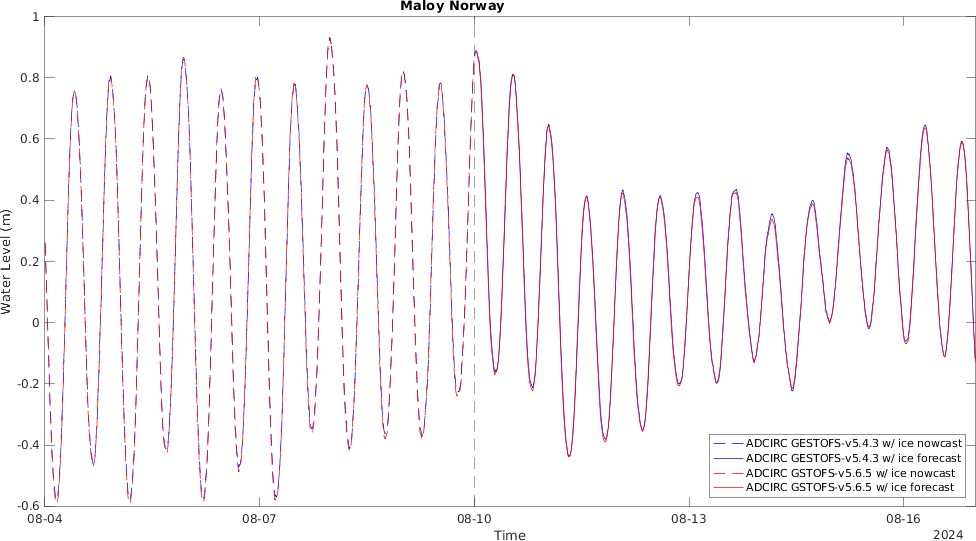 Maloy Norway
1
0.8
0.6
0.4
0.2
0
-0.2
-0.4
-0.6
Water Level (m)
ADCIRC GESTOFS-v5.4.3 w/ ice nowcast
ADCIRC GESTOFS-v5.4.3 w/ ice forecast
ADCIRC GSTOFS-v5.6.5 w/ ice nowcast
ADCIRC GSTOFS-v5.6.5 w/ ice forecast
08-04 08-07 08-10 08-13 08-16
Time
2024